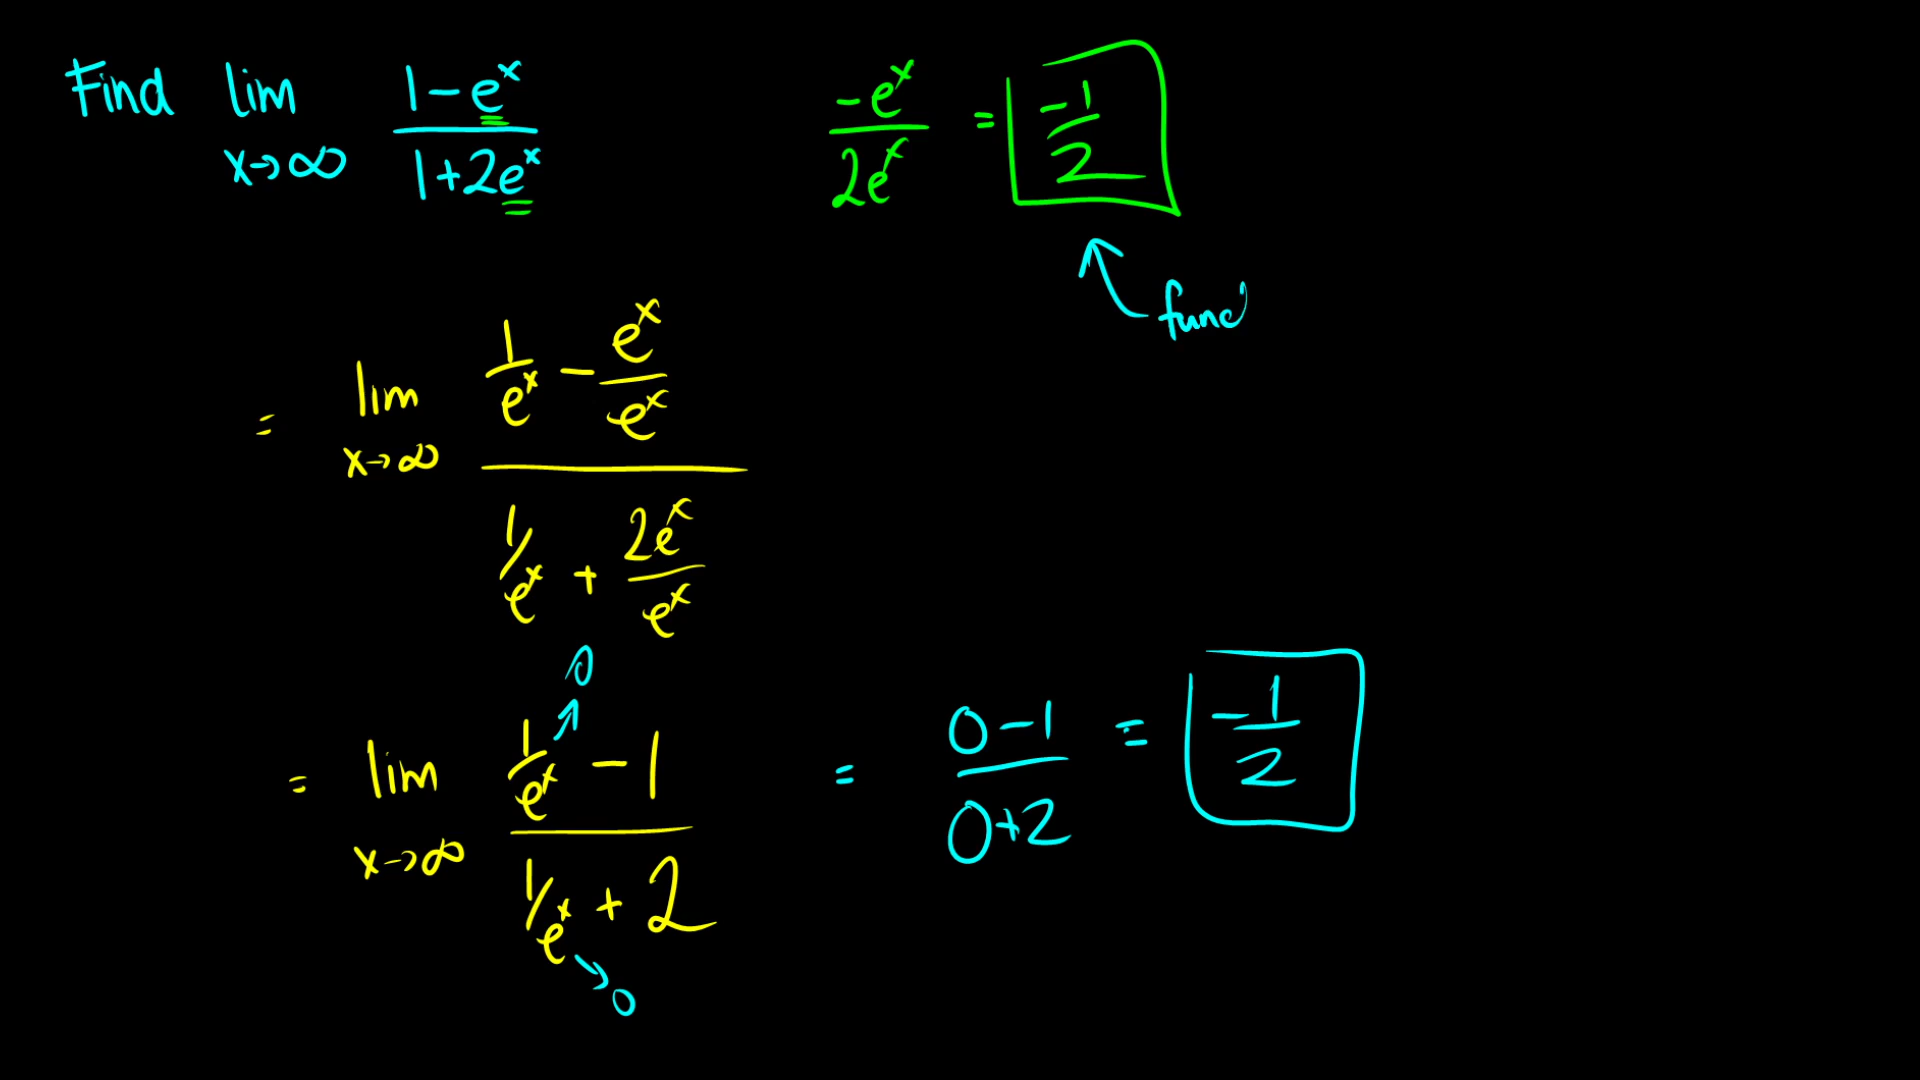 Find lim x→∞ (1 - e^x)/(1 + 2e^x)
-e^x/2e^x = -1/2
func
= lim x→∞ (1/e^x - e^x/e^x)/(1/e^x + 2e^x/e^x)
0
= lim x→∞ (1/e^x - 1)/(1/e^x + 2) = (0 - 1)/(0 + 2) = -1/2
0